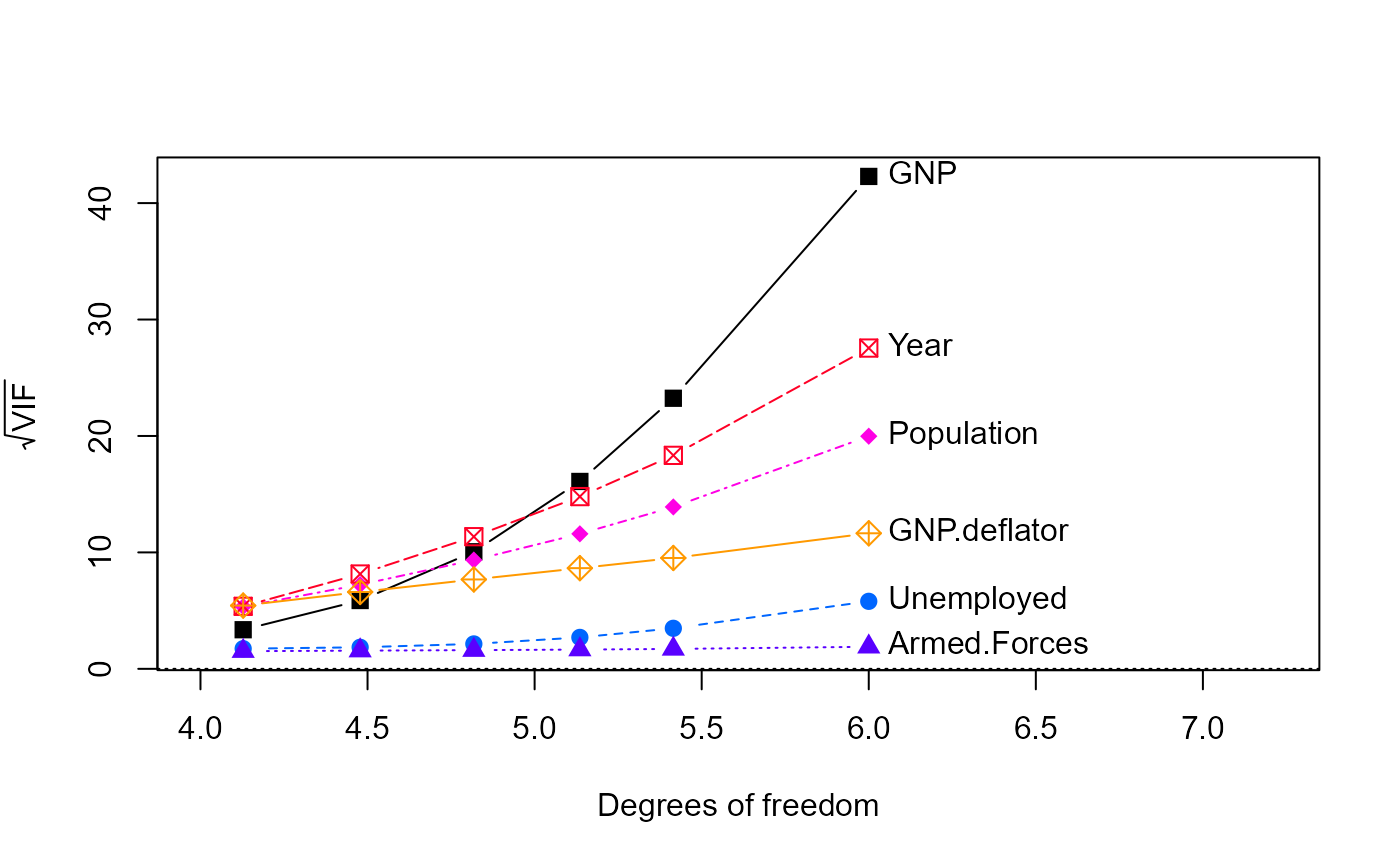 √VIF
40
30
20
10
0
GNP
Year
Population
GNP.deflator
Unemployed
Armed.Forces
4.0 4.5 5.0 5.5 6.0 6.5 7.0
Degrees of freedom